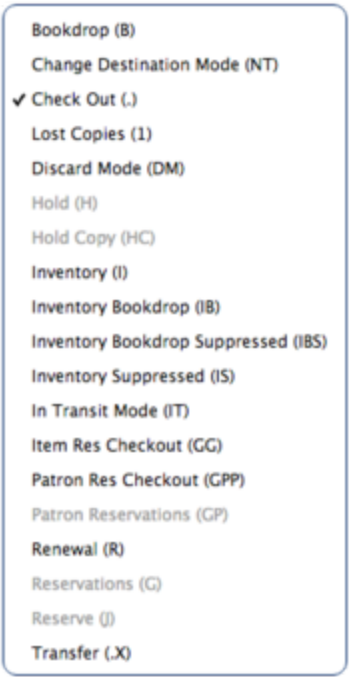 Bookdrop (B)
Change Destination Mode (NT)
✓ Check Out (.)
Lost Copies (1)
Discard Mode (DM)
Hold (H)
Hold Copy (HC)
Inventory (I)
Inventory Bookdrop (IB)
Inventory Bookdrop Suppressed (IBS)
Inventory Suppressed (IS)
In Transit Mode (IT)
Item Res Checkout (GG)
Patron Res Checkout (GPP)
Patron Reservations (GP)
Renewal (R)
Reservations (G)
Reserve (J)
Transfer (.X)